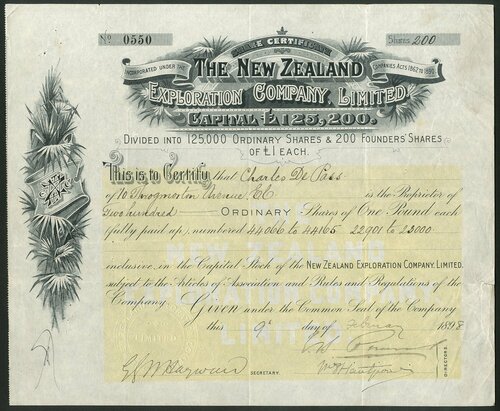 No. 0550
Shares 200
SHARE CERTIFICATE
INCORPORATED UNDER THE COMPANIES ACTS 1862 TO 1893.
THE NEW ZEALAND
EXPLORATION COMPANY, LIMITED.
CAPITAL £125,200.
DIVIDED INTO 125,000 ORDINARY SHARES & 200 FOUNDERS' SHARES
OF £1 EACH.
This is to Certify that Charles De Pass
of 10 Throgmorton Avenue, EC is the Proprietor of
Two hundred ORDINARY Shares of One Pound each
(fully paid up), numbered 44066 to 44165 22901 to 23000
inclusive, in the Capital Stock of the NEW ZEALAND EXPLORATION COMPANY, LIMITED
subject to the Articles of Association and Rules and Regulations of the
Company. GIVEN under the Common Seal of the Company
this 9th day of February 1898
SECRETARY.
DIRECTORS